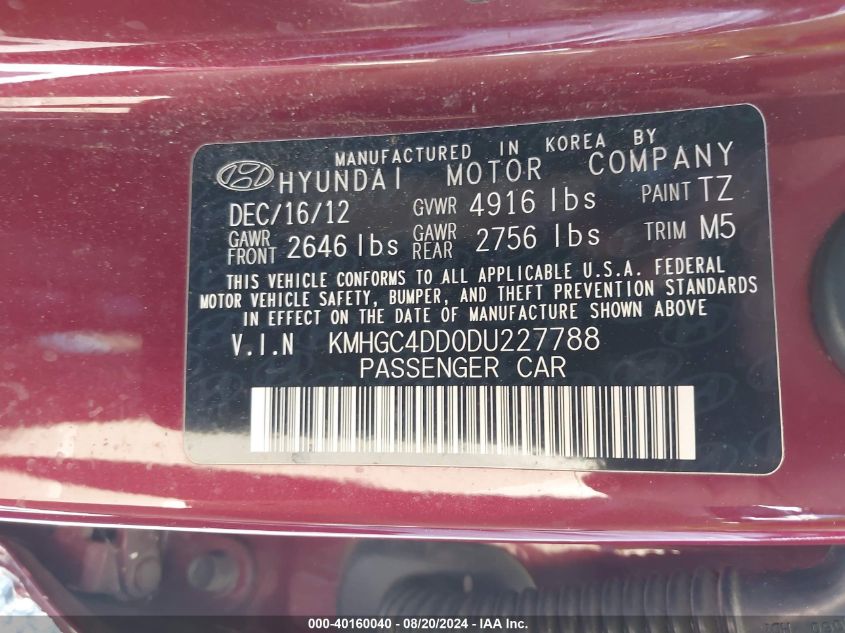 MANUFACTURED IN KOREA BY
HYUNDAI MOTOR COMPANY
DEC/16/12 GVWR 4916 lbs PAINT TZ
GAWR FRONT 2646 lbs GAWR REAR 2756 lbs TRIM M5
THIS VEHICLE CONFORMS TO ALL APPLICABLE U.S.A. FEDERAL
MOTOR VEHICLE SAFETY, BUMPER, AND THEFT PREVENTION STANDARDS
IN EFFECT ON THE DATE OF MANUFACTURE SHOWN ABOVE
V.I.N KMHGC4DD0DU227788
PASSENGER CAR
000-40160040 - 08/20/2024 - Copyright © 2024 IAA, Inc.